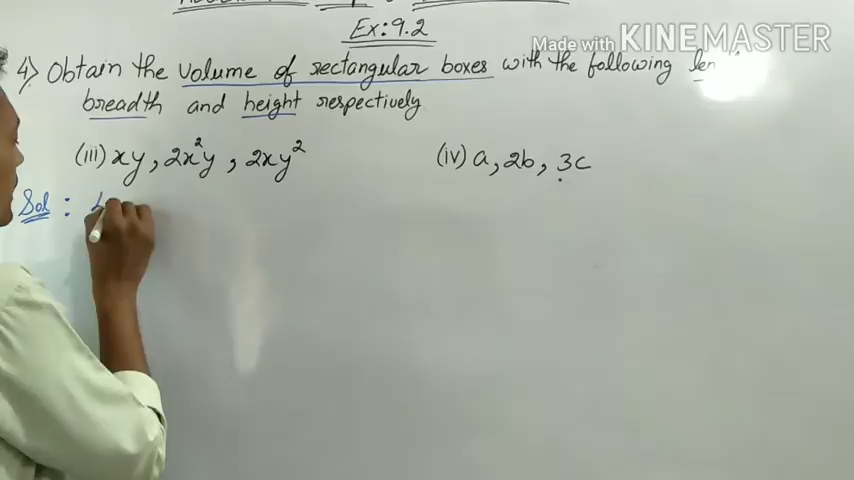 Ex: 9.2
Made with KINEMASTER
4) Obtain the volume of rectangular boxes with the following
breadth and height respectively
(iii) xy, 2x²y, 2xy² (iv) a, 2b, 3c
Sol :